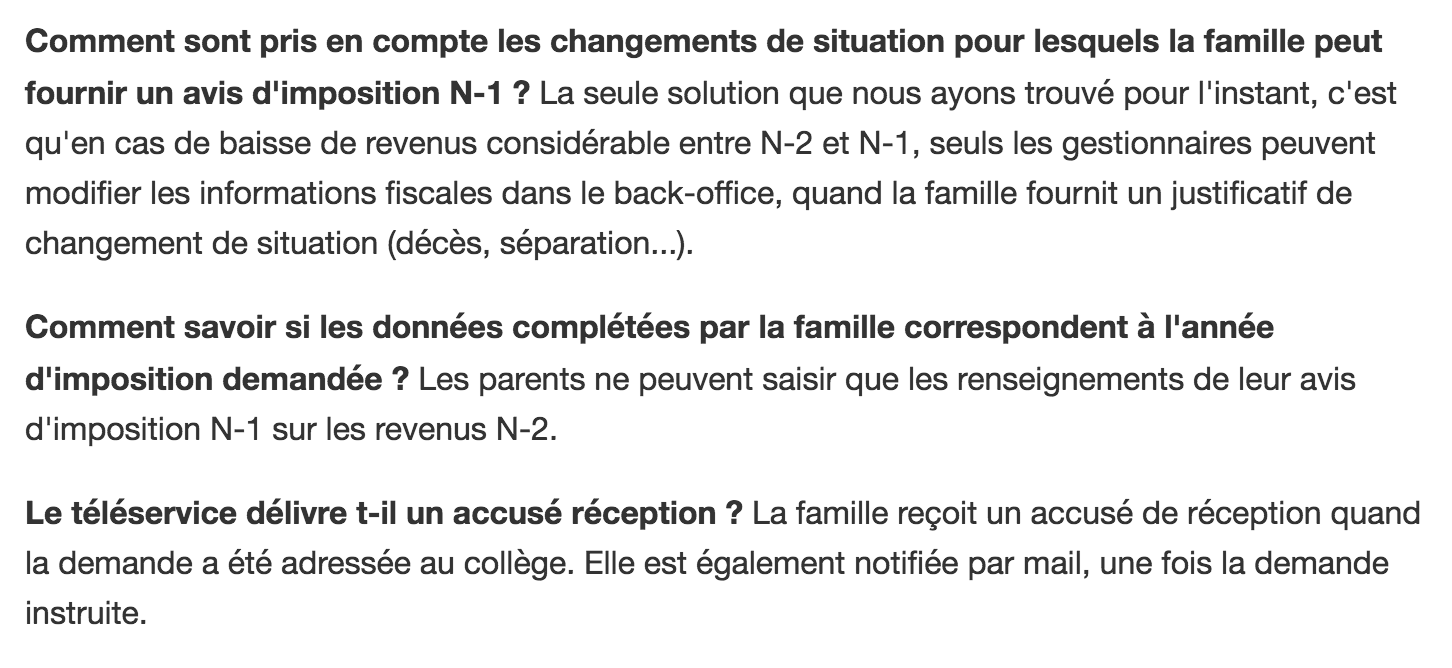 Comment sont pris en compte les changements de situation pour lesquels la famille peut
fournir un avis d'imposition N-1 ? La seule solution que nous ayons trouvé pour l'instant, c'est
qu'en cas de baisse de revenus considérable entre N-2 et N-1, seuls les gestionnaires peuvent
modifier les informations fiscales dans le back-office, quand la famille fournit un justificatif de
changement de situation (décès, séparation...).
Comment savoir si les données complétées par la famille correspondent à l'année
d'imposition demandée ? Les parents ne peuvent saisir que les renseignements de leur avis
d'imposition N-1 sur les revenus N-2.
Le téléservice délivre t-il un accusé réception ? La famille reçoit un accusé de réception quand
la demande a été adressée au collège. Elle est également notifiée par mail, une fois la demande
instruite.